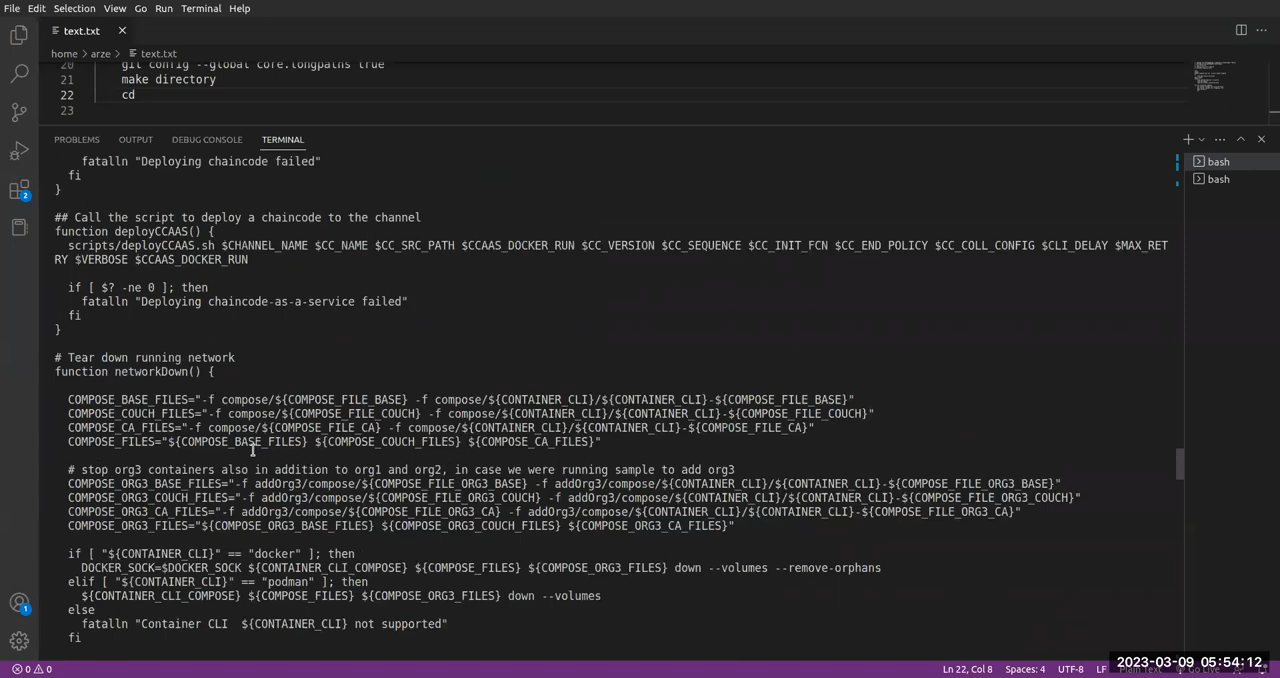 File Edit Selection View Go Run Terminal Help
text.txt
home > arze > text.txt
20 git config --global core.longpaths true
21 make directory
22 cd
23
PROBLEMS OUTPUT DEBUG CONSOLE TERMINAL
fatalln "Deploying chaincode failed"
fi
}
## Call the script to deploy a chaincode to the channel
function deployCCAAS() {
scripts/deployCCAAS.sh $CHANNEL_NAME $CC_NAME $CC_SRC_PATH $CCAAS_DOCKER_RUN $CC_VERSION $CC_SEQUENCE $CC_INIT_FCN $CC_END_POLICY $CC_COLL_CONFIG $CLI_DELAY $MAX_RET
RY $VERBOSE $CCAAS_DOCKER_RUN
if [ $? -ne 0 ]; then
fatalln "Deploying chaincode-as-a-service failed"
fi
}
# Tear down running network
function networkDown() {
COMPOSE_BASE_FILES="-f compose/${COMPOSE_FILE_BASE} -f compose/${CONTAINER_CLI}/${CONTAINER_CLI}-${COMPOSE_FILE_BASE}"
COMPOSE_COUCH_FILES="-f compose/${COMPOSE_FILE_COUCH} -f compose/${CONTAINER_CLI}/${CONTAINER_CLI}-${COMPOSE_FILE_COUCH}"
COMPOSE_CA_FILES="-f compose/${COMPOSE_FILE_CA} -f compose/${CONTAINER_CLI}/${CONTAINER_CLI}-${COMPOSE_FILE_CA}"
COMPOSE_FILES="${COMPOSE_BASE_FILES} ${COMPOSE_COUCH_FILES} ${COMPOSE_CA_FILES}"
# stop org3 containers also in addition to org1 and org2, in case we were running sample to add org3
COMPOSE_ORG3_BASE_FILES="-f addOrg3/compose/${COMPOSE_FILE_ORG3_BASE} -f addOrg3/compose/${CONTAINER_CLI}/${CONTAINER_CLI}-${COMPOSE_FILE_ORG3_BASE}"
COMPOSE_ORG3_COUCH_FILES="-f addOrg3/compose/${COMPOSE_FILE_ORG3_COUCH} -f addOrg3/compose/${CONTAINER_CLI}/${CONTAINER_CLI}-${COMPOSE_FILE_ORG3_COUCH}"
COMPOSE_ORG3_CA_FILES="-f addOrg3/compose/${COMPOSE_FILE_ORG3_CA} -f addOrg3/compose/${CONTAINER_CLI}/${CONTAINER_CLI}-${COMPOSE_FILE_ORG3_CA}"
COMPOSE_ORG3_FILES="${COMPOSE_ORG3_BASE_FILES} ${COMPOSE_ORG3_COUCH_FILES} ${COMPOSE_ORG3_CA_FILES}"
if [ "${CONTAINER_CLI}" == "docker" ]; then
DOCKER_SOCK=$DOCKER_SOCK ${CONTAINER_CLI_COMPOSE} ${COMPOSE_FILES} ${COMPOSE_ORG3_FILES} down --volumes --remove-orphans
elif [ "${CONTAINER_CLI}" == "podman" ]; then
${CONTAINER_CLI_COMPOSE} ${COMPOSE_FILES} ${COMPOSE_ORG3_FILES} down --volumes
else
fatalln "Container CLI  ${CONTAINER_CLI} not supported"
fi
bash
bash
2
1
0 0
Ln 22, Col 8 Spaces: 4 UTF-8 LF Plain Text Go Live
2023-03-09 05:54:12